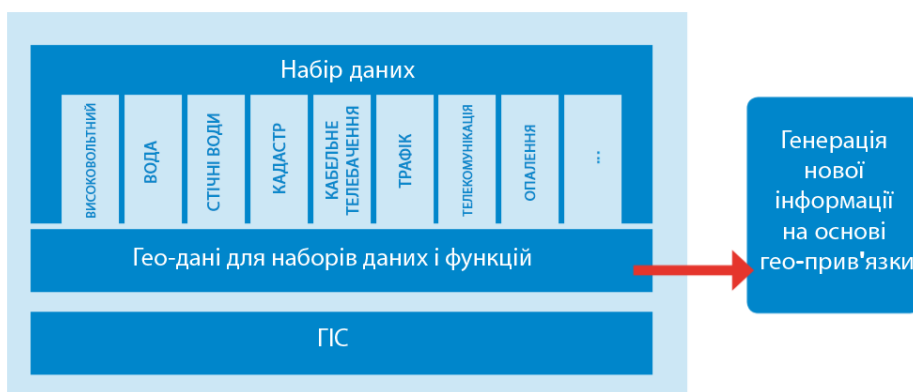 Набір даних
ВИСОКОВОЛЬТНИЙ
ВОДА
СТІЧНІ ВОДИ
КАДАСТР
КАБЕЛЬНЕ
ТЕЛЕБАЧЕННЯ
ТРАФІК
ТЕЛЕКОМУНІКАЦІЯ
ОПАЛЕННЯ
...
Гео-дані для наборів даних і функцій
ГІС
Генерація
нової
інформації
на основі
гео-прив'язки